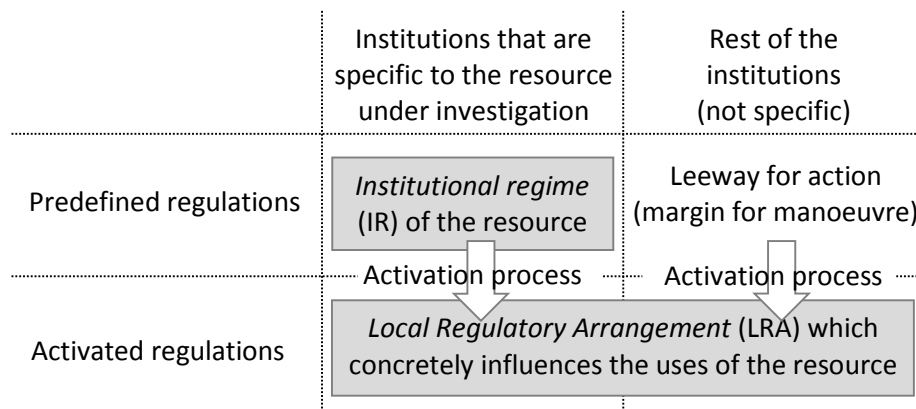 Institutions that are
specific to the resource
under investigation
Rest of the
institutions
(not specific)
Predefined regulations
Institutional regime
(IR) of the resource
Leeway for action
(margin for manoeuvre)
Activation process
Activation process
Activated regulations
Local Regulatory Arrangement (LRA) which
concretely influences the uses of the resource